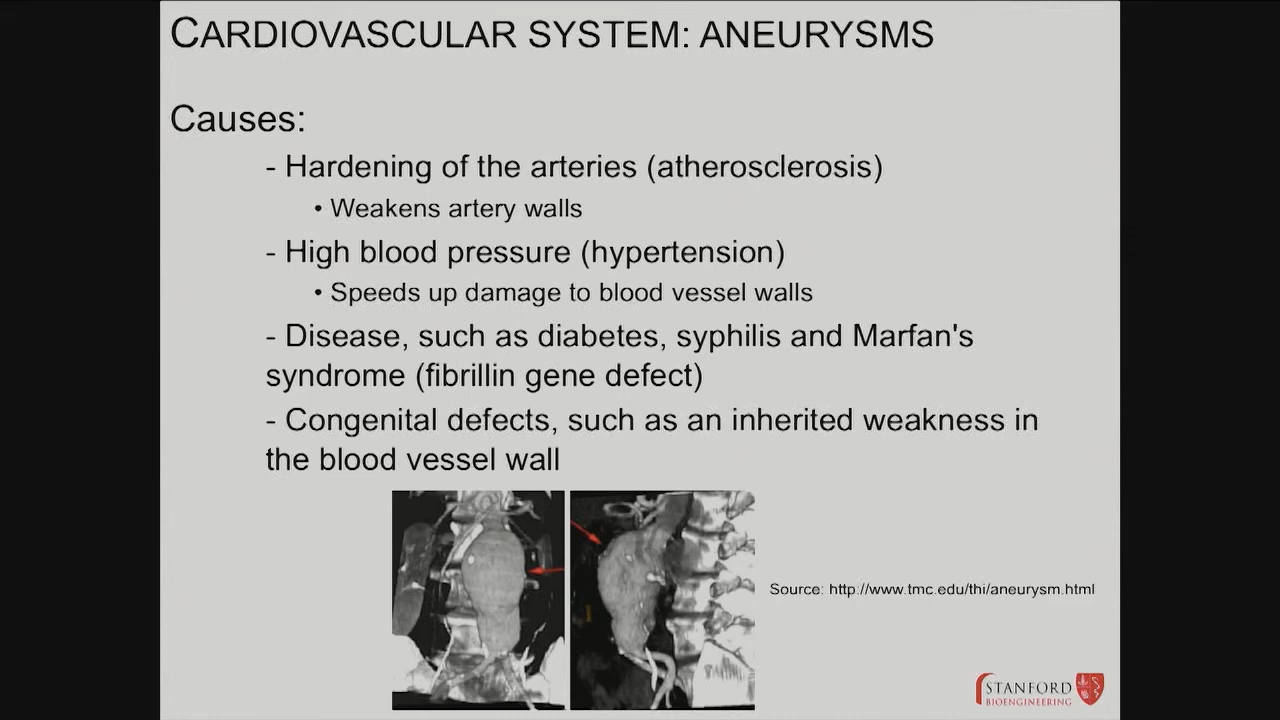 CARDIOVASCULAR SYSTEM: ANEURYSMS
Causes:
- Hardening of the arteries (atherosclerosis)
• Weakens artery walls
- High blood pressure (hypertension)
• Speeds up damage to blood vessel walls
- Disease, such as diabetes, syphilis and Marfan's
syndrome (fibrillin gene defect)
- Congenital defects, such as an inherited weakness in
the blood vessel wall
Source: http://www.tmc.edu/thi/aneurysm.html
STANFORD
BIOENGINEERING